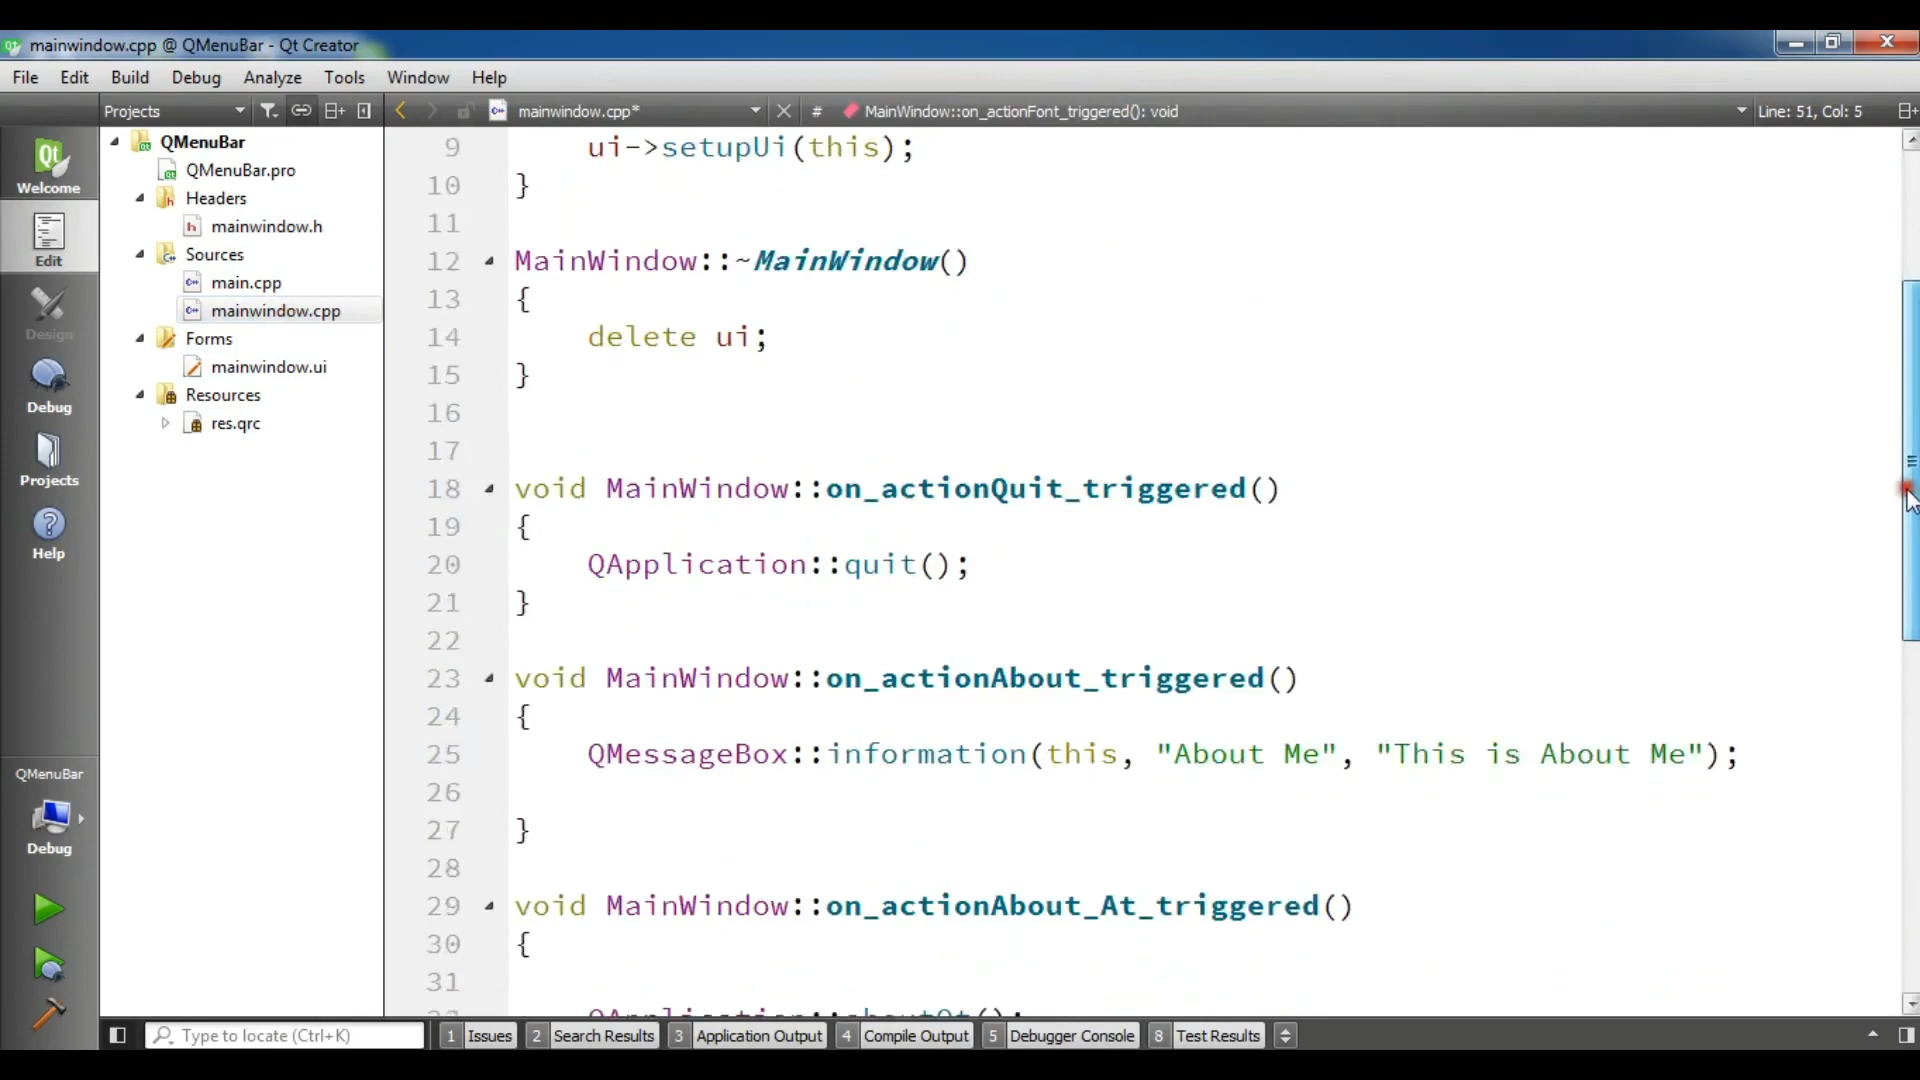 mainwindow.cpp @ QMenuBar - Qt Creator
File Edit Build Debug Analyze Tools Window Help
Projects mainwindow.cpp* # MainWindow::on_actionFont_triggered(): void Line: 51, Col: 5
Welcome
Edit
Design
Debug
Projects
Help
QMenuBar
Debug
QMenuBar
QMenuBar.pro
Headers
mainwindow.h
Sources
main.cpp
mainwindow.cpp
Forms
mainwindow.ui
Resources
res.qrc
9 ui->setupUi(this);
10 }
11
12 MainWindow::~MainWindow()
13 {
14 delete ui;
15 }
16
17
18 void MainWindow::on_actionQuit_triggered()
19 {
20 QApplication::quit();
21 }
22
23 void MainWindow::on_actionAbout_triggered()
24 {
25 QMessageBox::information(this, "About Me", "This is About Me");
26
27 }
28
29 void MainWindow::on_actionAbout_At_triggered()
30 {
31
QApplication::aboutQt();
Type to locate (Ctrl+K) 1 Issues 2 Search Results 3 Application Output 4 Compile Output 5 Debugger Console 8 Test Results